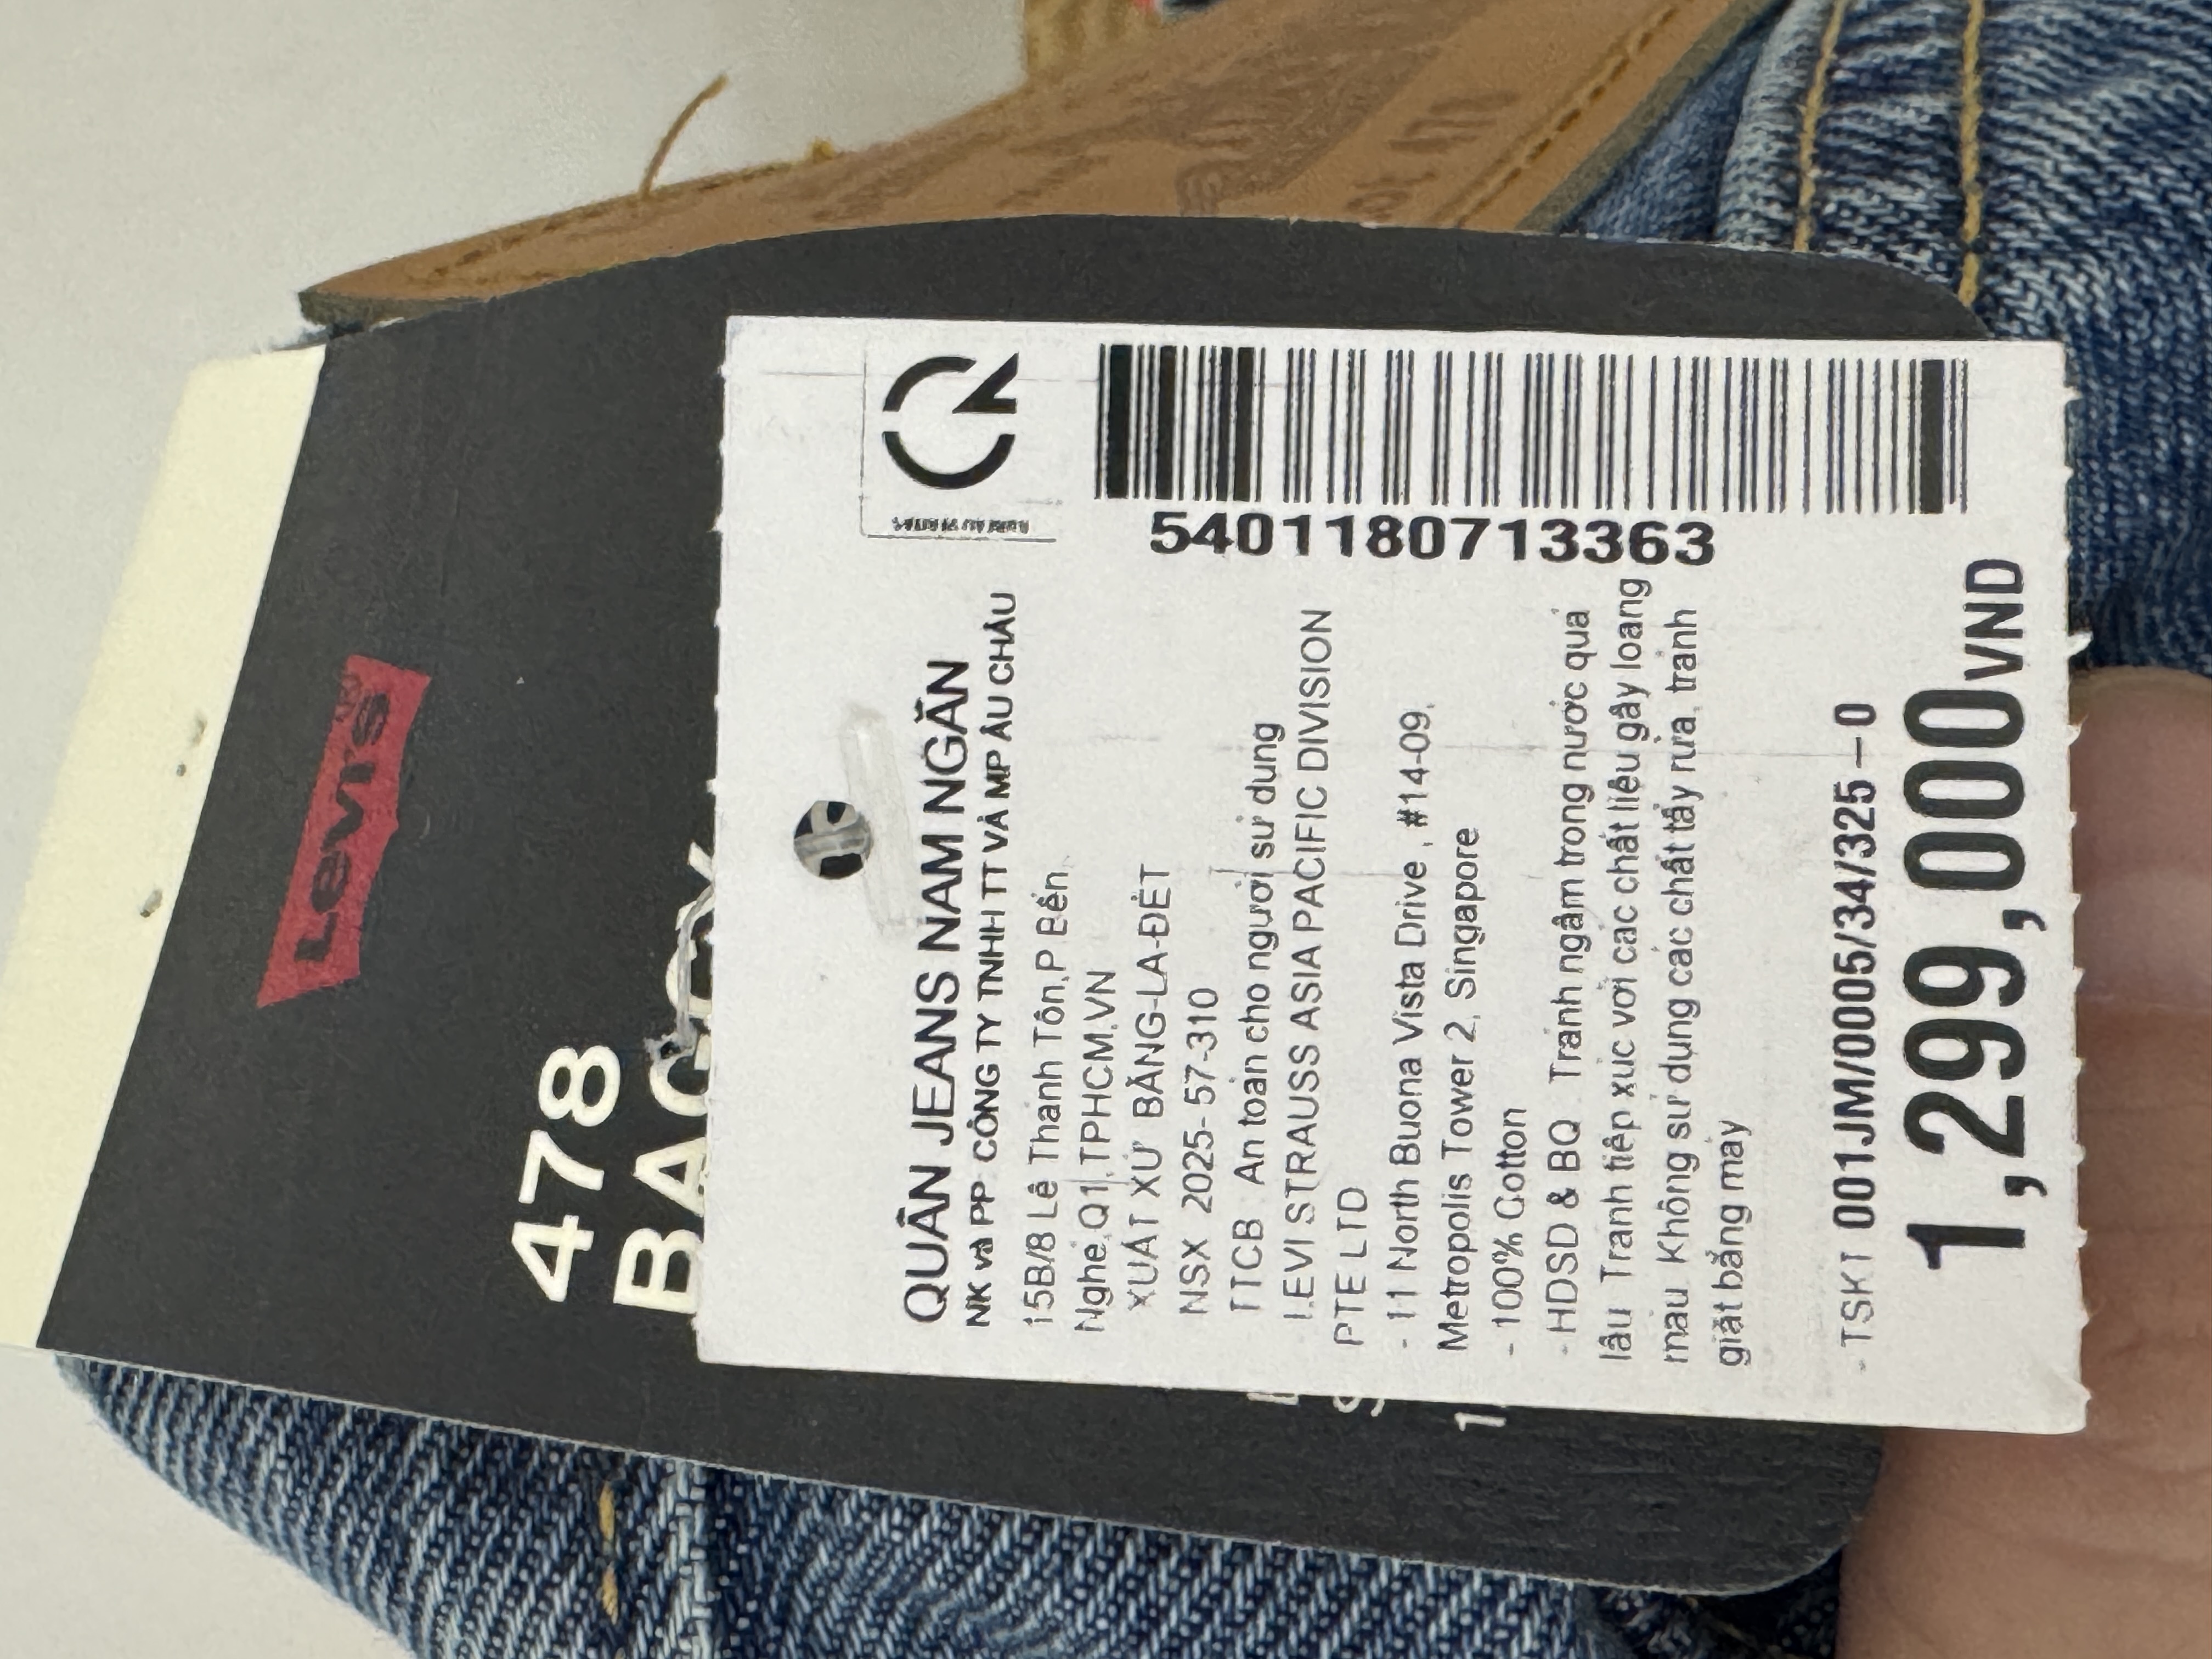 Levi's®
478
BAGGY
QUẦN JEANS NAM NGẮN
NK và PP CÔNG TY TNHH TT VÀ MP ÂU CHÂU
15B/8 Lê Thánh Tôn,P Bến
Nghé,Q1,TPHCM.VN
XUẤT XỨ BĂNG-LA-ĐÉT
NSX 2025-57-310
TTCB An toàn cho người sử dụng
LEVI STRAUSS ASIA PACIFIC DIVISION
PTE LTD
- 11 North Buona Vista Drive , #14-09,
Metropolis Tower 2, Singapore
- 100% Cotton
- HDSD & BQ Tránh ngâm trong nước quá
lâu Tránh tiếp xúc với các chất liệu gây loang
màu Không sử dụng các chất tẩy rửa, tránh
giặt bằng máy
5401180713363
- TSKT 001JM/0005/34/325--0
1,299,000VND